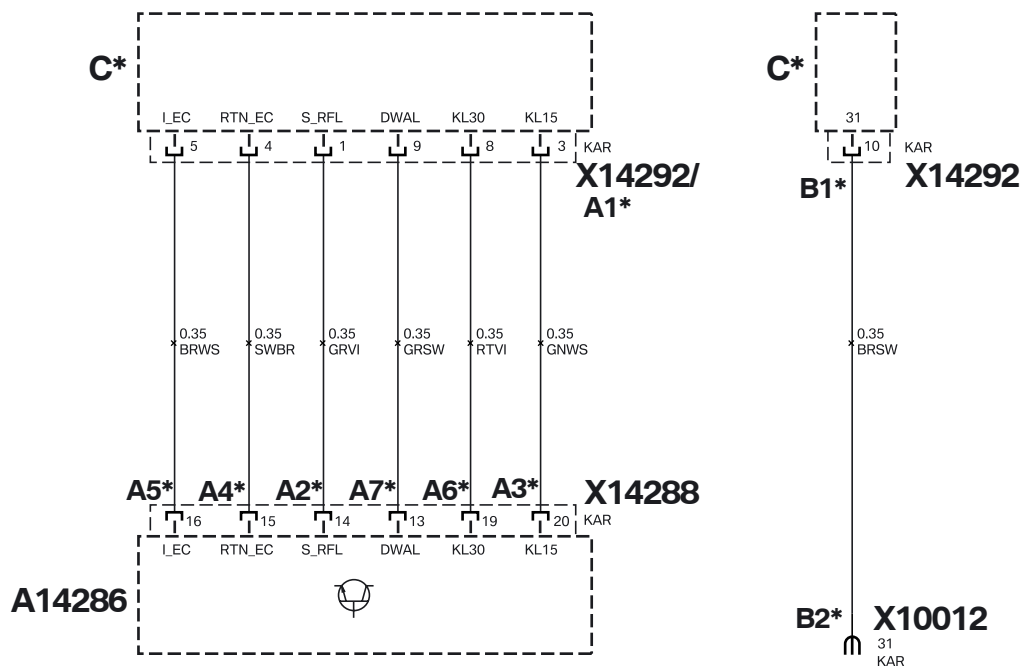 C*
C*
I_EC RTN_EC S_RFL DWAL KL30 KL15
31
5 4 1 9 8 3 KAR
10 KAR
X14292/
A1*
X14292
B1*
0.35 0.35 0.35 0.35 0.35 0.35
BRWS SWBR GRVI GRSW RTVI GNWS
0.35
BRSW
A5* A4* A2* A7* A6* A3* X14288
16 15 14 13 19 20 KAR
I_EC RTN_EC S_RFL DWAL KL30 KL15
A14286
B2* X10012
31
KAR